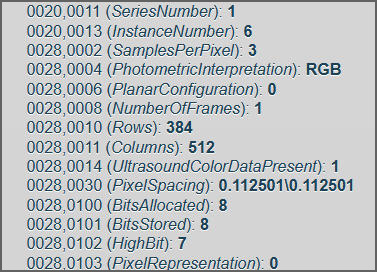 0020,0011 (SeriesNumber): 1
0020,0013 (InstanceNumber): 6
0028,0002 (SamplesPerPixel): 3
0028,0004 (PhotometricInterpretation): RGB
0028,0006 (PlanarConfiguration): 0
0028,0008 (NumberOfFrames): 1
0028,0010 (Rows): 384
0028,0011 (Columns): 512
0028,0014 (UltrasoundColorDataPresent): 1
0028,0030 (PixelSpacing): 0.112501\0.112501
0028,0100 (BitsAllocated): 8
0028,0101 (BitsStored): 8
0028,0102 (HighBit): 7
0028,0103 (PixelRepresentation): 0